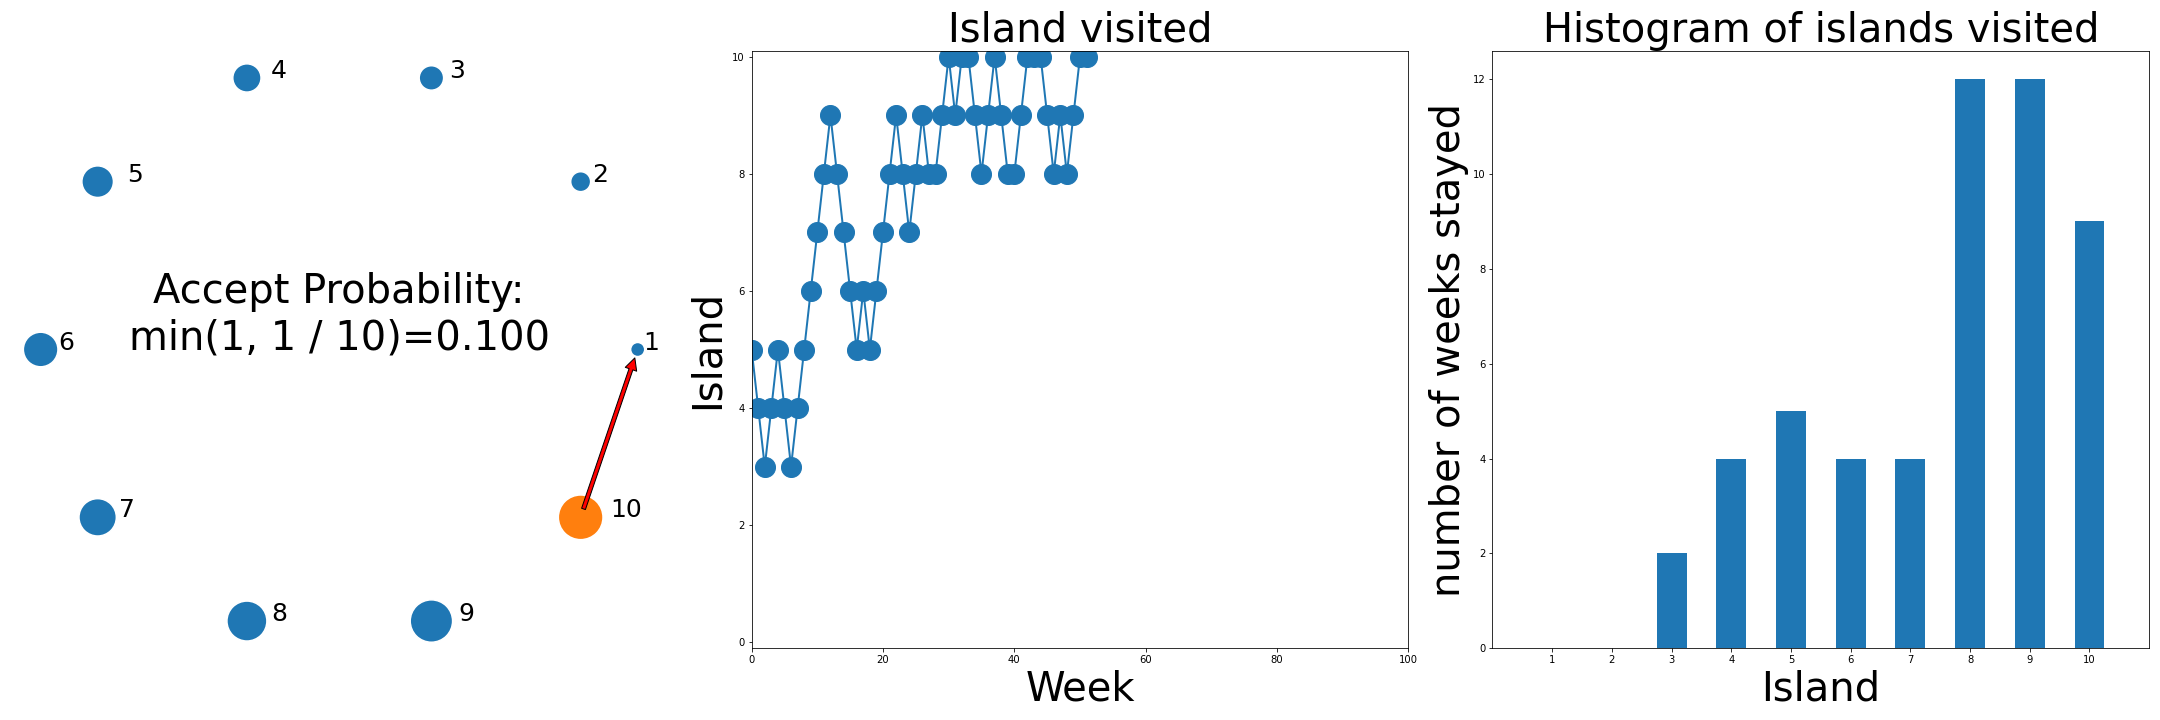 4
3
5
2
Accept Probability:
min(1, 1 / 10)=0.100
6
1
7
10
8
9
Island visited
Island
10
8
6
4
2
0
0 20 40 60 80 100
Week
Histogram of islands visited
number of weeks stayed
12
10
8
6
4
2
0
1 2 3 4 5 6 7 8 9 10
Island